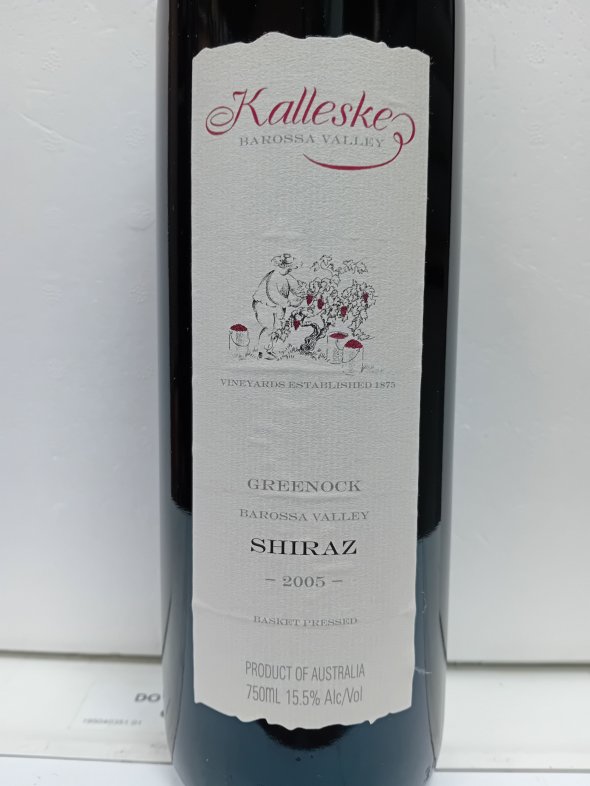 Kalleske
BAROSSA VALLEY
VINEYARDS ESTABLISHED 1875
GREENOCK
BAROSSA VALLEY
SHIRAZ
– 2005 –
BASKET PRESSED
PRODUCT OF AUSTRALIA
750ML 15.5% Alc/Vol
DO